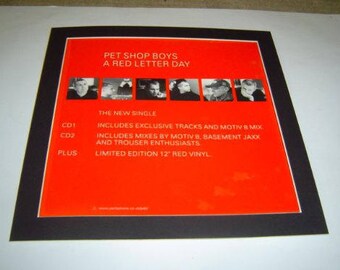 PET SHOP BOYS
A RED LETTER DAY
THE NEW SINGLE
CD1 INCLUDES EXCLUSIVE TRACKS AND MOTIV 8 MIX.
CD2 INCLUDES MIXES BY MOTIV 8, BASEMENT JAXX
AND TROUSER ENTHUSIASTS.
PLUS LIMITED EDITION 12" RED VINYL.